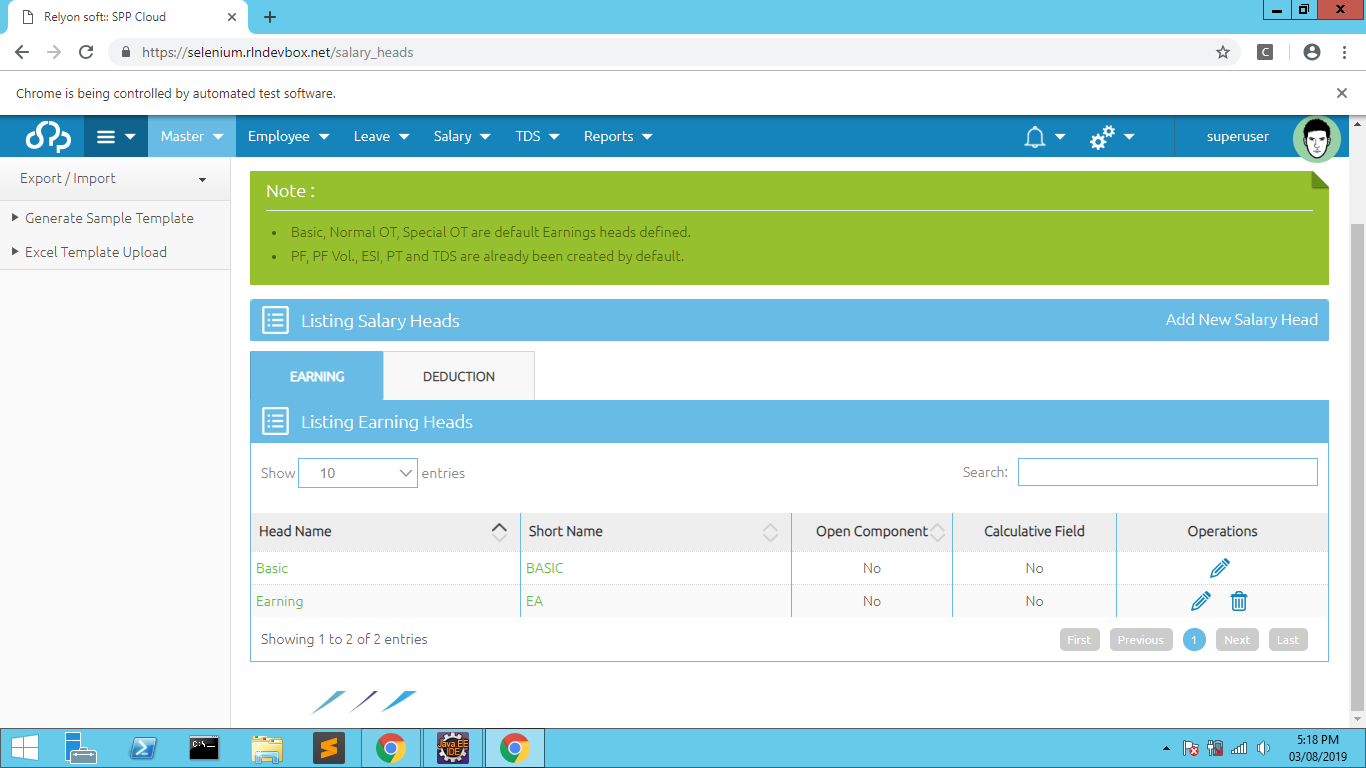 Relyon soft:: SPP Cloud
https://selenium.rlndevbox.net/salary_heads
C
Chrome is being controlled by automated test software.
Master Employee Leave Salary TDS Reports superuser
Export / Import
Generate Sample Template
Excel Template Upload
Note :
Basic, Normal OT, Special OT are default Earnings heads defined.
PF, PF Vol., ESI, PT and TDS are already been created by default.
Listing Salary Heads Add New Salary Head
EARNING DEDUCTION
Listing Earning Heads
Show 10 entries Search:
Head Name Short Name Open Component Calculative Field Operations
Basic BASIC No No
Earning EA No No
Showing 1 to 2 of 2 entries First Previous 1 Next Last
C:\
Java EE
IDE
5:18 PM
03/08/2019